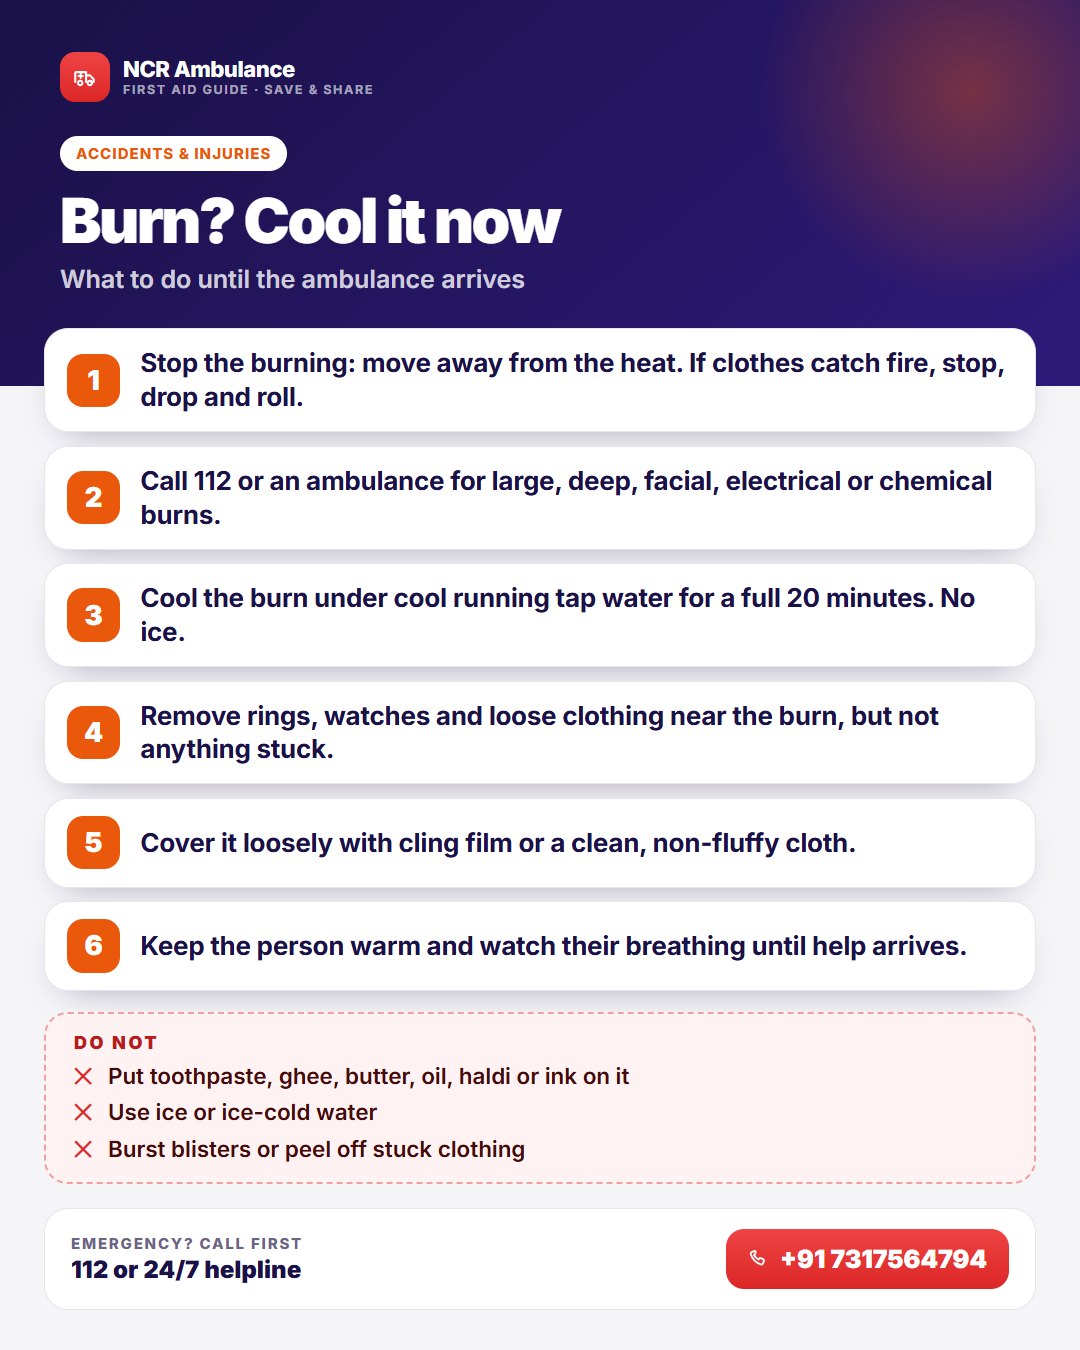 NCR Ambulance
FIRST AID GUIDE · SAVE & SHARE
ACCIDENTS & INJURIES
Burn? Cool it now
What to do until the ambulance arrives
1
Stop the burning: move away from the heat. If clothes catch fire, stop,
drop and roll.
2
Call 112 or an ambulance for large, deep, facial, electrical or chemical
burns.
3
Cool the burn under cool running tap water for a full 20 minutes. No
ice.
4
Remove rings, watches and loose clothing near the burn, but not
anything stuck.
5
Cover it loosely with cling film or a clean, non-fluffy cloth.
6
Keep the person warm and watch their breathing until help arrives.
DO NOT
Put toothpaste, ghee, butter, oil, haldi or ink on it
Use ice or ice-cold water
Burst blisters or peel off stuck clothing
EMERGENCY? CALL FIRST
112 or 24/7 helpline
+91 7317564794